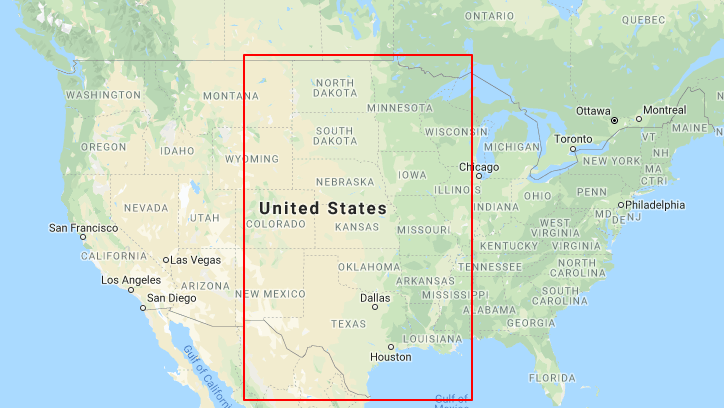 ONTARIO
QUEBEC
WASHINGTON
MONTANA
NORTH
DAKOTA
MINNESOTA
Ottawa
Montreal
OREGON
IDAHO
SOUTH
DAKOTA
WISCONSIN
MICHIGAN
Toronto
VT
MAINE
NH
NEW YORK
MA
CT
RI
WYOMING
Chicago
NEBRASKA
IOWA
ILLINOIS
INDIANA
OHIO
PENN
Philadelphia
MD
DE
NJ
NEVADA
UTAH
United States
COLORADO
KANSAS
MISSOURI
WEST
VIRGINIA
KENTUCKY
VIRGINIA
San Francisco
CALIFORNIA
Las Vegas
OKLAHOMA
TENNESSEE
NORTH
CAROLINA
Los Angeles
ARIZONA
NEW MEXICO
ARKANSAS
San Diego
Dallas
MISSISSIPPI
SOUTH
CAROLINA
ALABAMA
GEORGIA
TEXAS
LOUISIANA
Houston
Gulf of
California
FLORIDA
Gulf of
Mexico